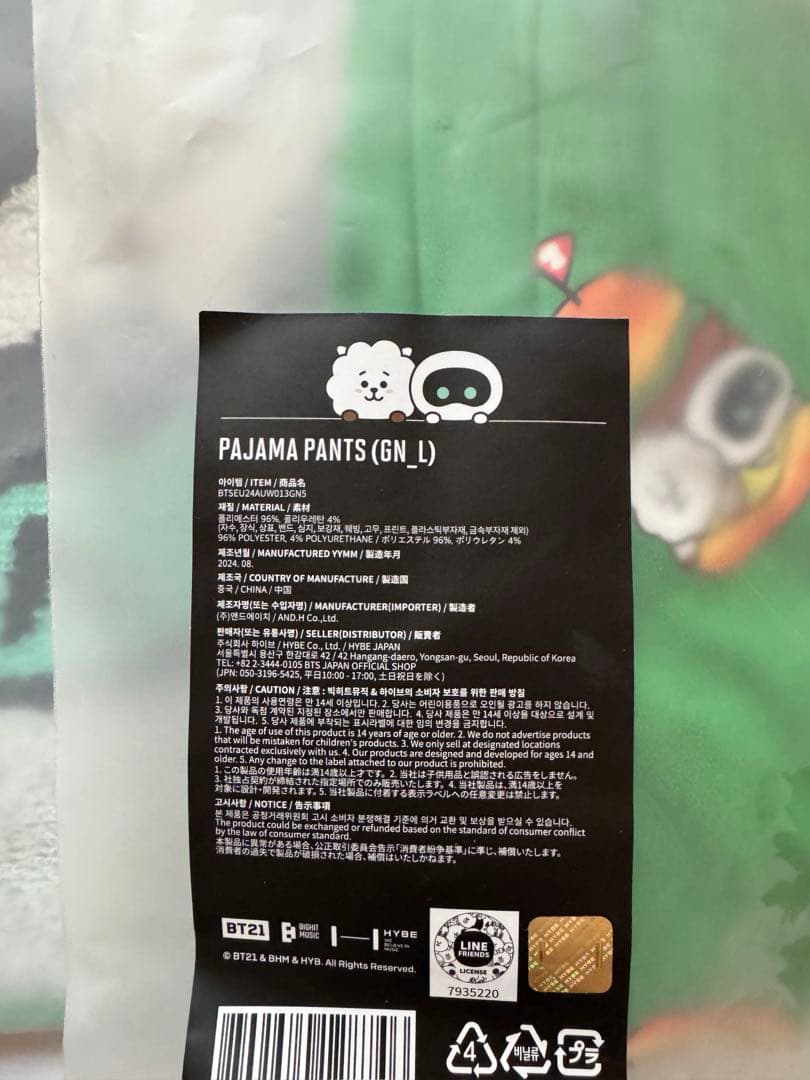 PAJAMA PANTS (GN_L)
아이템 / ITEM / 商品名
BTSEU24AUW013GN5
재질 / MATERIAL / 素材
폴리에스터 96%, 폴리우레탄 4%
(자수, 장식, 상표, 밴드, 심지, 보강재, 웨빙, 고무, 프린트, 플라스틱부자재, 금속부자재 제외)
96% POLYESTER, 4% POLYURETHANE / ポリエステル 96%, ポリウレタン 4%
제조년월 / MANUFACTURED YYMM / 製造年月
2024. 08.
제조국 / COUNTRY OF MANUFACTURE / 製造国
중국 / CHINA / 中国
제조자명(또는 수입자명) / MANUFACTURER(IMPORTER) / 製造者
(주)앤드에이치 / AND.H Co.,Ltd.
판매자(또는 유통사명) / SELLER(DISTRIBUTOR) / 販賣者
주식회사 하이브 / HYBE Co., Ltd. / HYBE JAPAN
서울특별시 용산구 한강대로 42 / 42 Hangang-daero, Yongsan-gu, Seoul, Republic of Korea
TEL: +82 2-3444-0105 BTS JAPAN OFFICIAL SHOP
(JPN: 050-3196-5425, 平日10:00 - 17:00, 土日祝日を除く)
주의사항 / CAUTION / 注意 : 빅히트뮤직 & 하이브의 소비자 보호를 위한 판매 방침
1. 이 제품의 사용연령은 만 14세 이상입니다. 2. 당사는 어린이용품으로 오인될 광고를 하지 않습니다.
3. 당사와 독점 계약된 지정된 장소에서만 판매합니다. 4. 당사 제품은 만 14세 이상을 대상으로 설계 및
개발됩니다. 5. 당사 제품에 부착되는 표시라벨에 대한 임의 변경을 금지합니다.
1. The age of use of this product is 14 years of age or older. 2. We do not advertise products
that will be mistaken for children's products. 3. We only sell at designated locations
contracted exclusively with us. 4. Our products are designed and developed for ages 14 and
older. 5. Any change to the label attached to our product is prohibited.
1. この製品の使用年齢は満14歳以上才です。2. 当社は子供用品と誤認される広告をしません。
3. 社独占契約が締結された指定場所でのみ販売いたします。4. 当社製品は、満14歳以上を
対象に設計・開発されます。5. 当社製品に付着する表示ラベルへの任意変更は禁止します。
고시사항 / NOTICE / 告示事項
본 제품은 공정거래위원회 고시 소비자 분쟁해결 기준에 의거 교환 및 보상을 받으실 수 있습니다.
The product could be exchanged or refunded based on the standard of consumer conflict
by the law of consumer standard.
本製品に異常がある場合、公正取引委員会告示「消費者紛争基準」に準じ、補償いたします。
消費者の過失で製品が破損された場合、補償はいたしかねます。
BT21
BIGHIT
MUSIC
HYBE
WE
BELIEVE IN
MUSIC
LINE
FRIENDS
LICENSE
7935220
© BT21 & BHM & HYB. All Rights Reserved.
4
비닐류
プラ